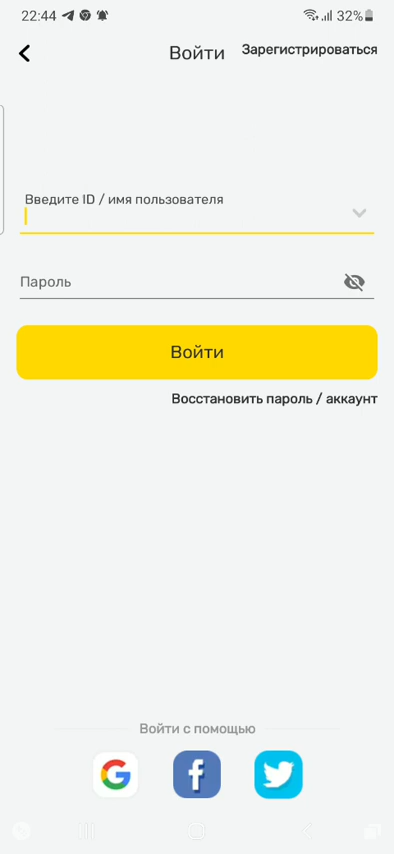 22:44 32%
Войти Зарегистрироваться
Введите ID / имя пользователя
Пароль
Войти
Восстановить пароль / аккаунт
Войти с помощью